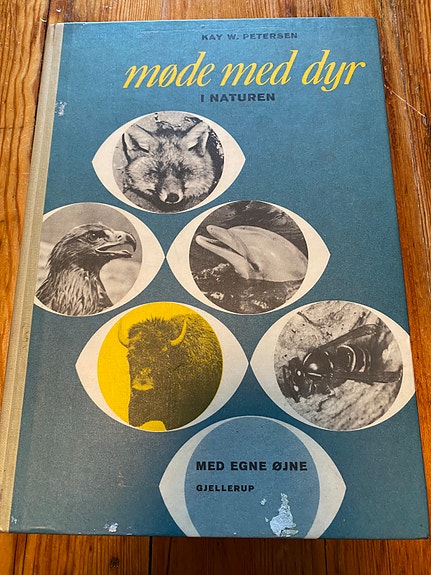 KAY W. PETERSEN
møde med dyr
I NATUREN
MED EGNE ØJNE
GJELLERUP